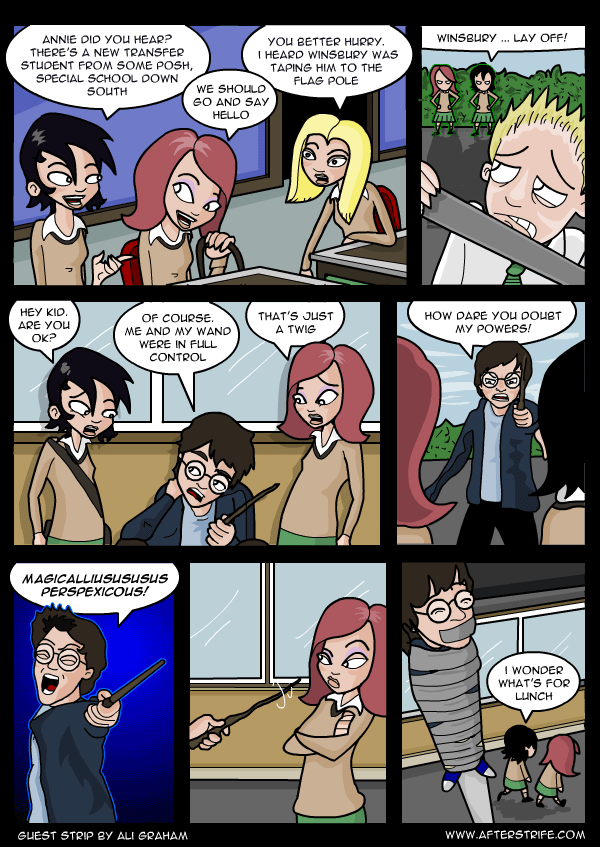 ANNIE DID YOU HEAR?
THERE'S A NEW TRANSFER
STUDENT FROM SOME POSH,
SPECIAL SCHOOL DOWN
SOUTH
WE SHOULD
GO AND SAY
HELLO
YOU BETTER HURRY.
I HEARD WINSBURY WAS
TAPING HIM TO THE
FLAG POLE
WINSBURY ... LAY OFF!
HEY KID.
ARE YOU
OK?
OF COURSE.
ME AND MY WAND
WERE IN FULL
CONTROL
THAT'S JUST
A TWIG
HOW DARE YOU DOUBT
MY POWERS!
MAGICALLIUSUSUSUS
PERSPEXICOUS!
I WONDER
WHAT'S FOR
LUNCH
GUEST STRIP BY ALI GRAHAM
WWW.AFTERSTRIFE.COM